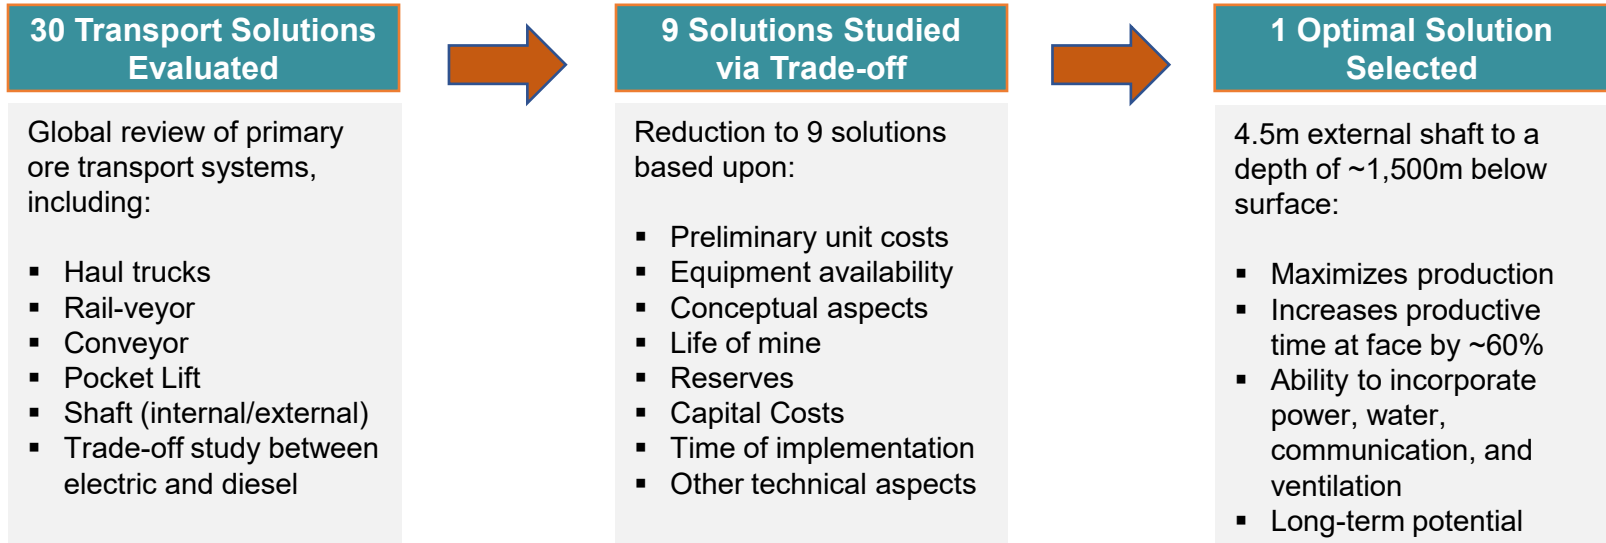 30 Transport Solutions
Evaluated
Global review of primary
ore transport systems,
including:
▪ Haul trucks
▪ Rail-veyor
▪ Conveyor
▪ Pocket Lift
▪ Shaft (internal/external)
▪ Trade-off study between
electric and diesel
9 Solutions Studied
via Trade-off
Reduction to 9 solutions
based upon:
▪ Preliminary unit costs
▪ Equipment availability
▪ Conceptual aspects
▪ Life of mine
▪ Reserves
▪ Capital Costs
▪ Time of implementation
▪ Other technical aspects
1 Optimal Solution
Selected
4.5m external shaft to a
depth of ~1,500m below
surface:
▪ Maximizes production
▪ Increases productive
time at face by ~60%
▪ Ability to incorporate
power, water,
communication, and
ventilation
▪ Long-term potential